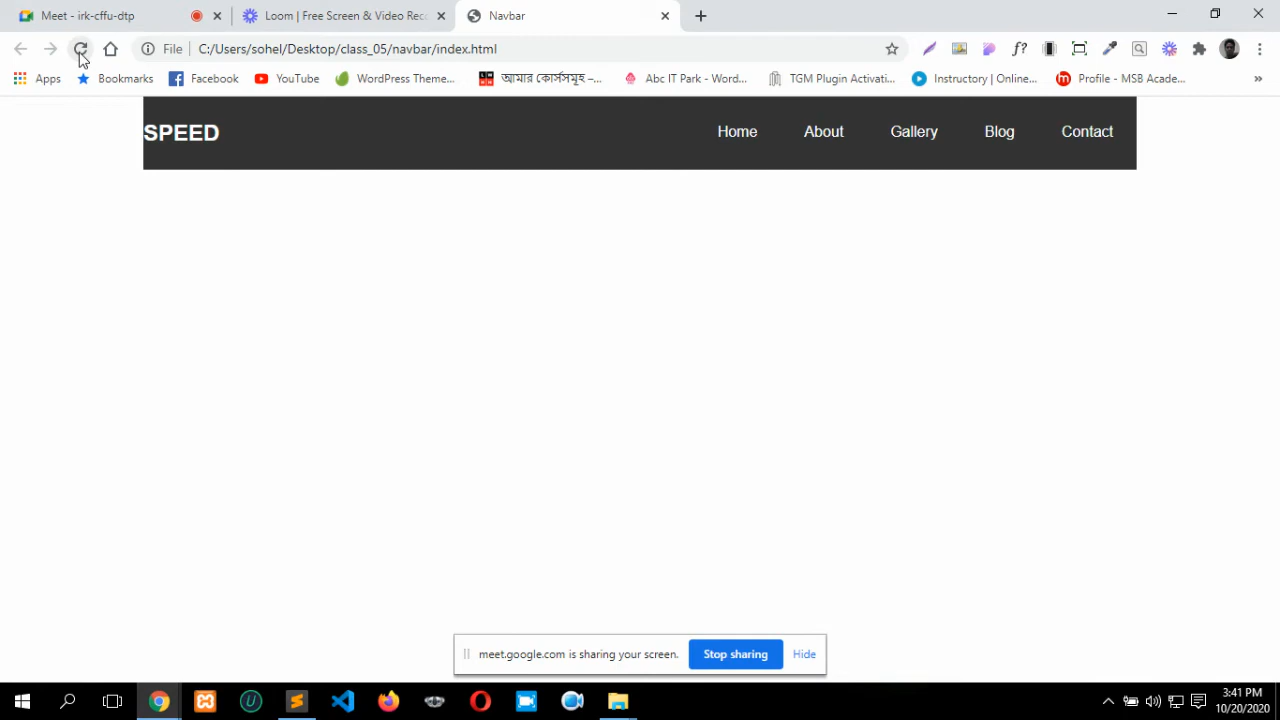 Meet - irk-cffu-dtp
Loom | Free Screen & Video Rec
Navbar
File
C:/Users/sohel/Desktop/class_05/navbar/index.html
f?
Apps
Bookmarks
Facebook
YouTube
WordPress Theme...
আমার কোর্সসমূহ –...
Abc IT Park - Word...
TGM Plugin Activati...
Instructory | Online...
Profile - MSB Acade...
»
SPEED
Home
About
Gallery
Blog
Contact
meet.google.com is sharing your screen.
Stop sharing
Hide
3:41 PM
10/20/2020